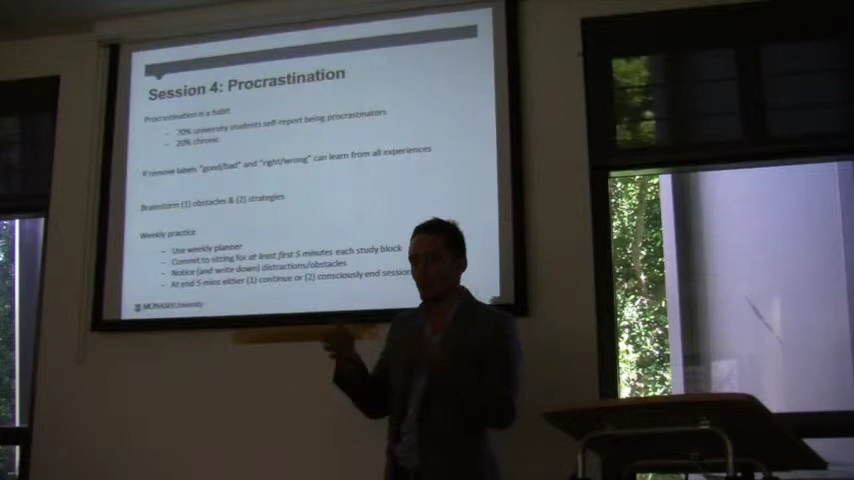 Session 4: Procrastination
Procrastination is a habit
– 70% university students self-report being procrastinators
– 20% chronic
If remove labels "good/bad" and "right/wrong" can learn from all experiences
Brainstorm (1) obstacles & (2) strategies
Weekly practice
– Use weekly planner
– Commit to sitting for at least first 5 minutes each study block
– Notice (and write down) distractions/obstacles
– At end 5 mins either (1) continue or (2) consciously end session
MONASH University